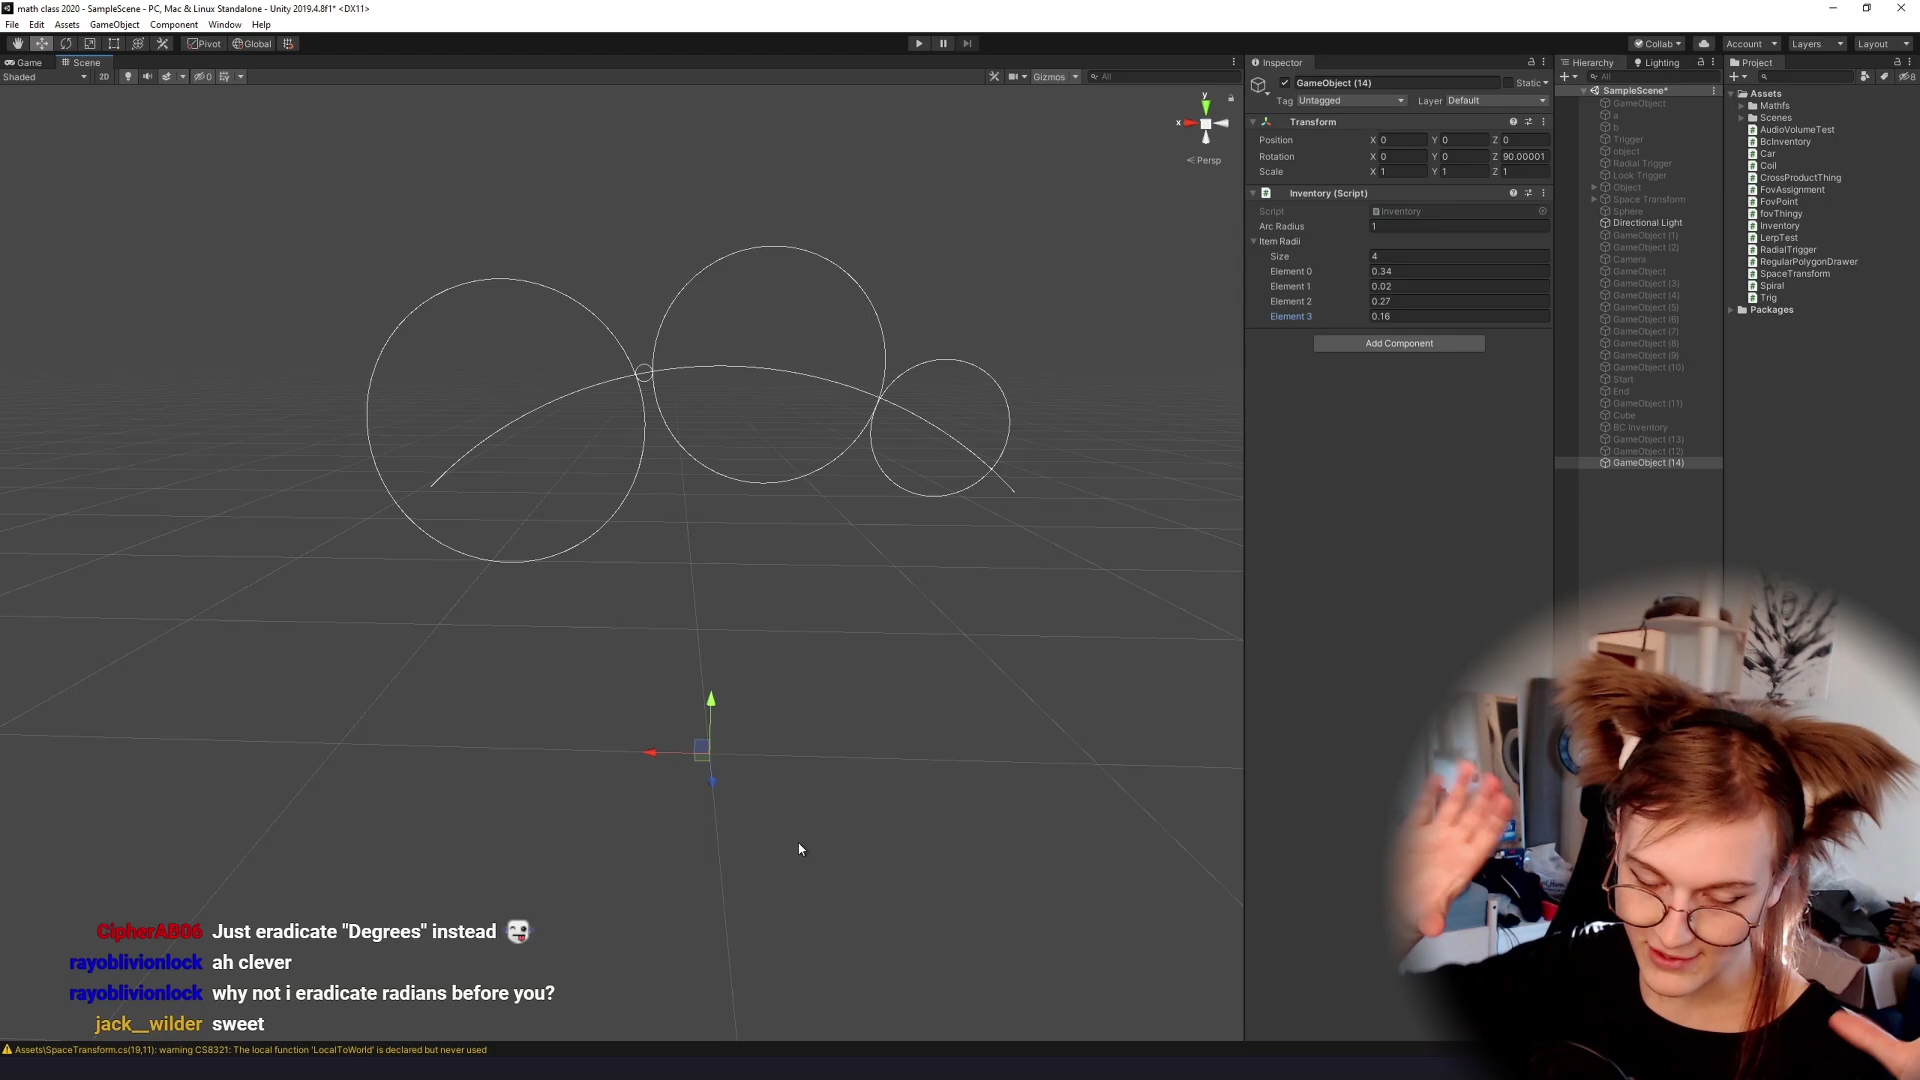 math class 2020 - SampleScene - PC, Mac & Linux Standalone - Unity 2019.4.8f1* <DX11>
File Edit Assets GameObject Component Window Help
Pivot Global Collab Account Layers Layout
Game Scene
Shaded 2D 0 Gizmos All
y
x
Persp
Inspector
GameObject (14) Static
Tag Untagged Layer Default
Transform
Position X 0 Y 0 Z 0
Rotation X 0 Y 0 Z 90.00001
Scale X 1 Y 1 Z 1
Inventory (Script)
Script Inventory
Arc Radius 1
Item Radii
Size 4
Element 0 0.34
Element 1 0.02
Element 2 0.27
Element 3 0.16
Add Component
Hierarchy Lighting
All
SampleScene*
GameObject
a
b
Trigger
object
Radial Trigger
Look Trigger
Object
Space Transform
Sphere
Directional Light
GameObject (1)
GameObject (2)
Camera
GameObject
GameObject (3)
GameObject (4)
GameObject (5)
GameObject (6)
GameObject (7)
GameObject (8)
GameObject (9)
GameObject (10)
Start
End
GameObject (11)
Cube
BC Inventory
GameObject (13)
GameObject (12)
GameObject (14)
Project
8
Assets
Mathfs
Scenes
AudioVolumeTest
BcInventory
Car
Coil
CrossProductThing
FovAssignment
FovPoint
fovThingy
Inventory
LerpTest
RadialTrigger
RegularPolygonDrawer
SpaceTransform
Spiral
Trig
Packages
CipherAB06 Just eradicate "Degrees" instead
rayoblivionlock ah clever
rayoblivionlock why not i eradicate radians before you?
jack__wilder sweet
Assets\SpaceTransform.cs(19,11): warning CS8321: The local function 'LocalToWorld' is declared but never used